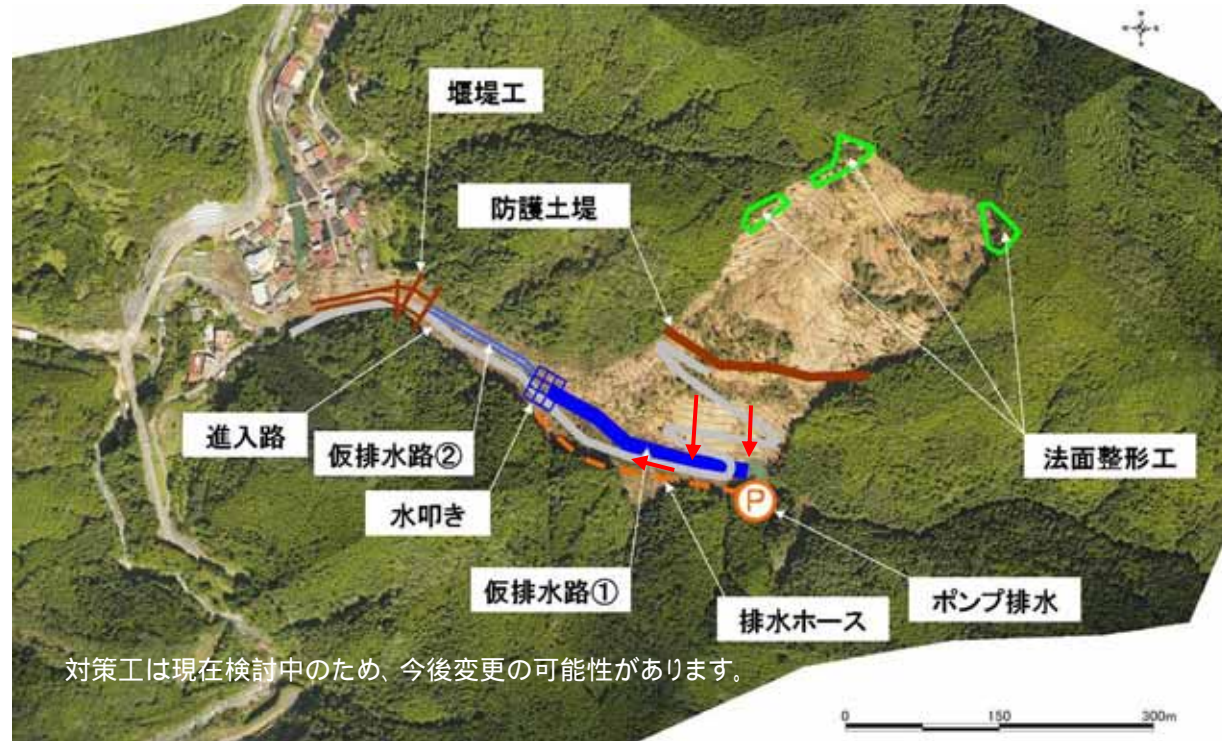 堰堤工
防護土堤
進入路
仮排水路②
水叩き
仮排水路①
排水ホース
ポンプ排水
法面整形工
P
対策工は現在検討中のため、今後変更の可能性があります。
0 150 300m